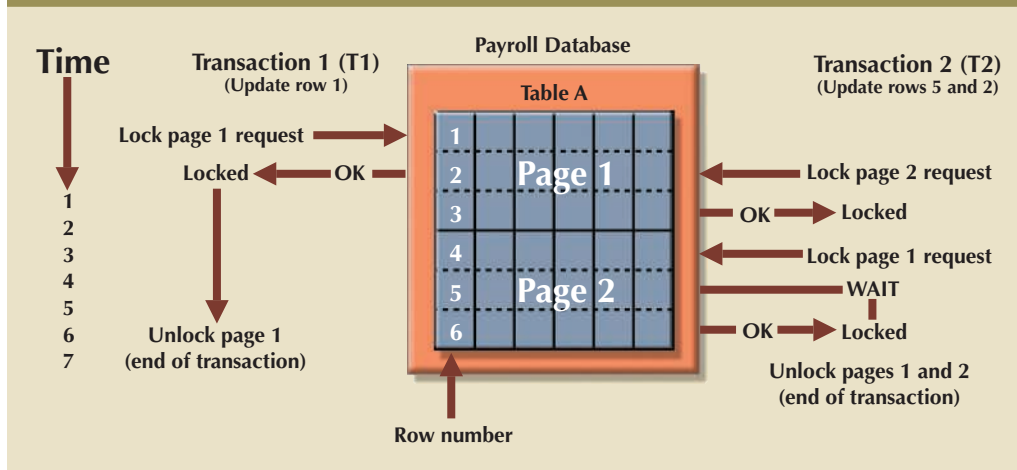 Time
1
2
3
4
5
6
7
Transaction 1 (T1)
(Update row 1)
Lock page 1 request
Locked
OK
Unlock page 1
(end of transaction)
Payroll Database
Table A
1
2
3
4
5
6
Page 1
Page 2
Row number
Transaction 2 (T2)
(Update rows 5 and 2)
Lock page 2 request
OK
Locked
Lock page 1 request
WAIT
OK
Locked
Unlock pages 1 and 2
(end of transaction)